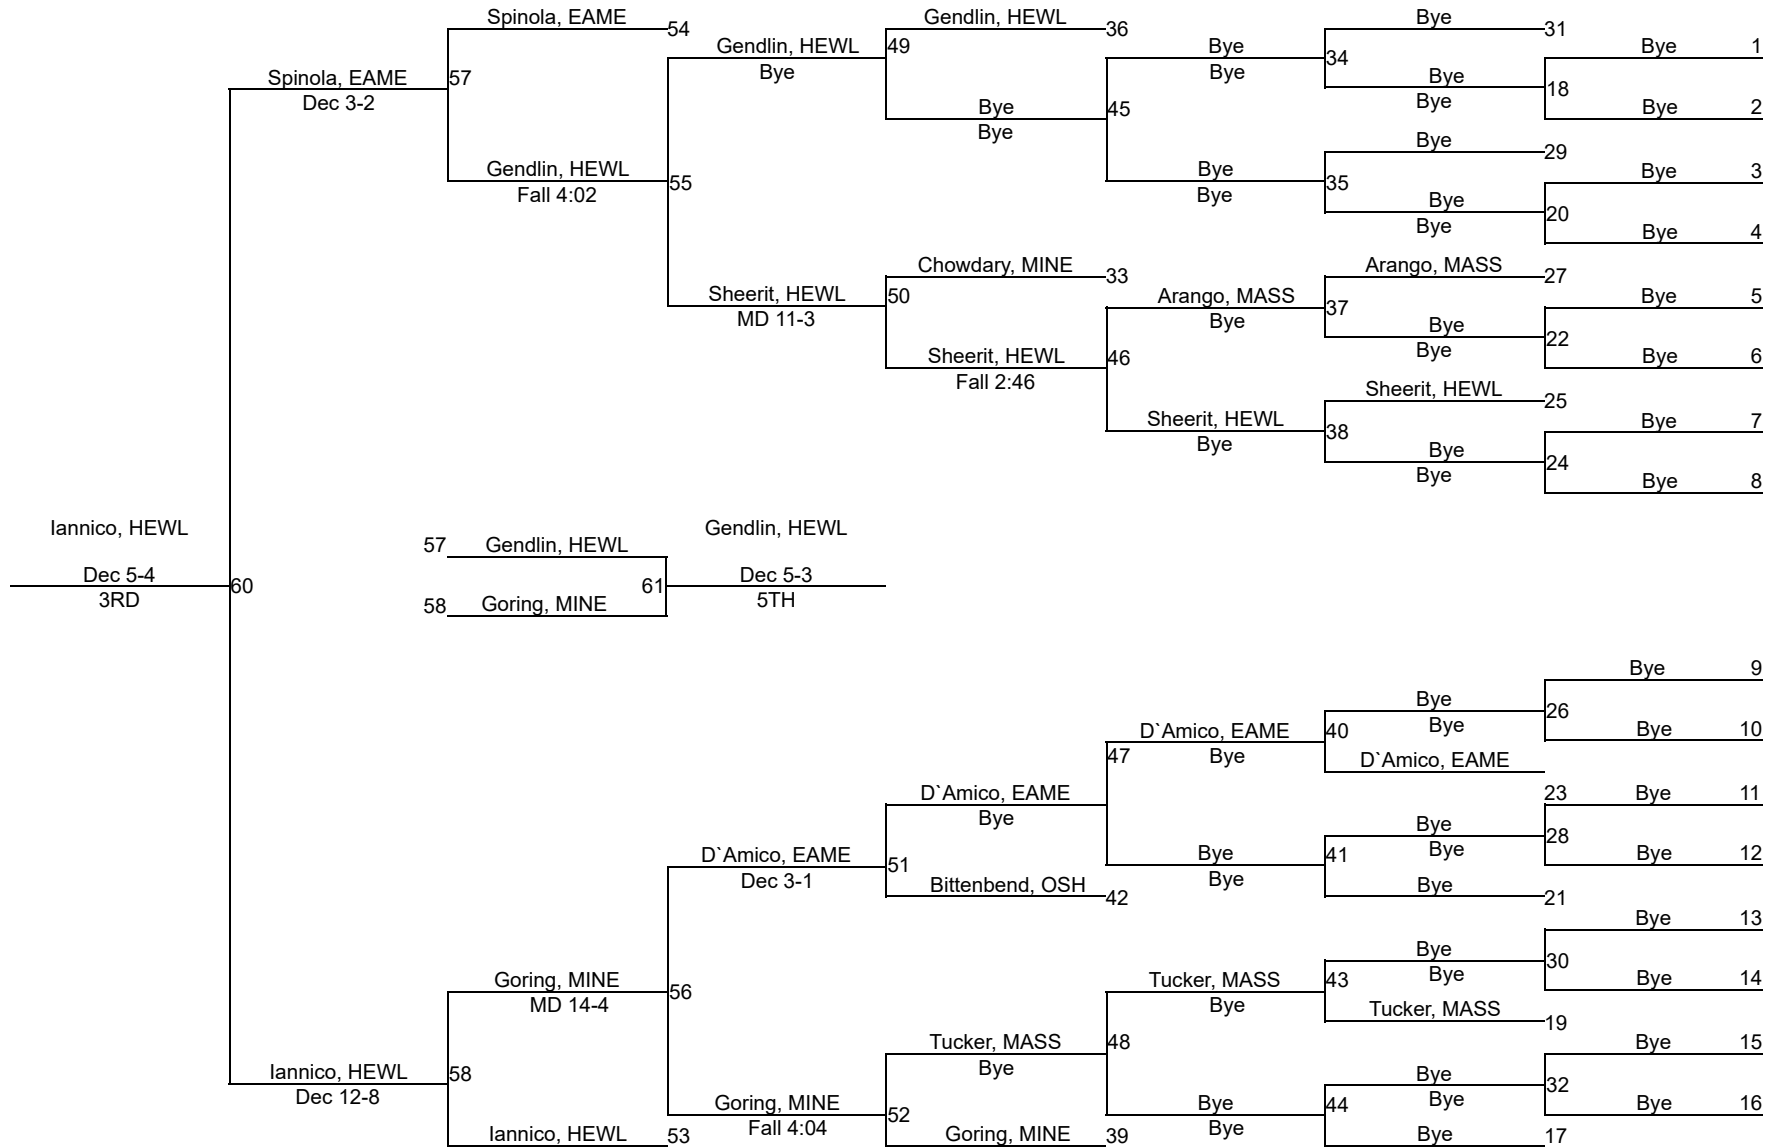 Spinola, EAME
54
Gendlin, HEWL
36
Bye
31
Gendlin, HEWL
Bye
49
Bye
Bye
34
Bye
1
Spinola, EAME
Dec 3-2
57
Bye
Bye
18
Bye
2
Bye
Bye
45
Bye
29
Gendlin, HEWL
Fall 4:02
55
Bye
Bye
35
Bye
3
Bye
Bye
20
Bye
4
Chowdary, MINE
33
Arango, MASS
27
Sheerit, HEWL
MD 11-3
50
Arango, MASS
Bye
37
Bye
5
Bye
Bye
22
Sheerit, HEWL
Fall 2:46
46
Bye
6
Sheerit, HEWL
25
Sheerit, HEWL
Bye
38
Bye
7
Bye
Bye
24
Bye
8
Iannico, HEWL
Dec 5-4
3RD
60
57
Gendlin, HEWL
58
Goring, MINE
61
Gendlin, HEWL
Dec 5-3
5TH
Bye
9
Bye
Bye
26
D`Amico, EAME
Bye
40
Bye
10
47
D`Amico, EAME
23
D`Amico, EAME
Bye
Bye
11
Bye
Bye
28
D`Amico, EAME
Dec 3-1
51
Bye
Bye
41
Bye
12
Bittenbend, OSH
42
Bye
21
Bye
13
Bye
Bye
30
Goring, MINE
MD 14-4
56
Tucker, MASS
Bye
43
Bye
14
Tucker, MASS
19
Tucker, MASS
Bye
48
Bye
15
Iannico, HEWL
Dec 12-8
58
Bye
Bye
32
Goring, MINE
Fall 4:04
52
Bye
Bye
44
Bye
16
Iannico, HEWL
53
Goring, MINE
39
Bye
17